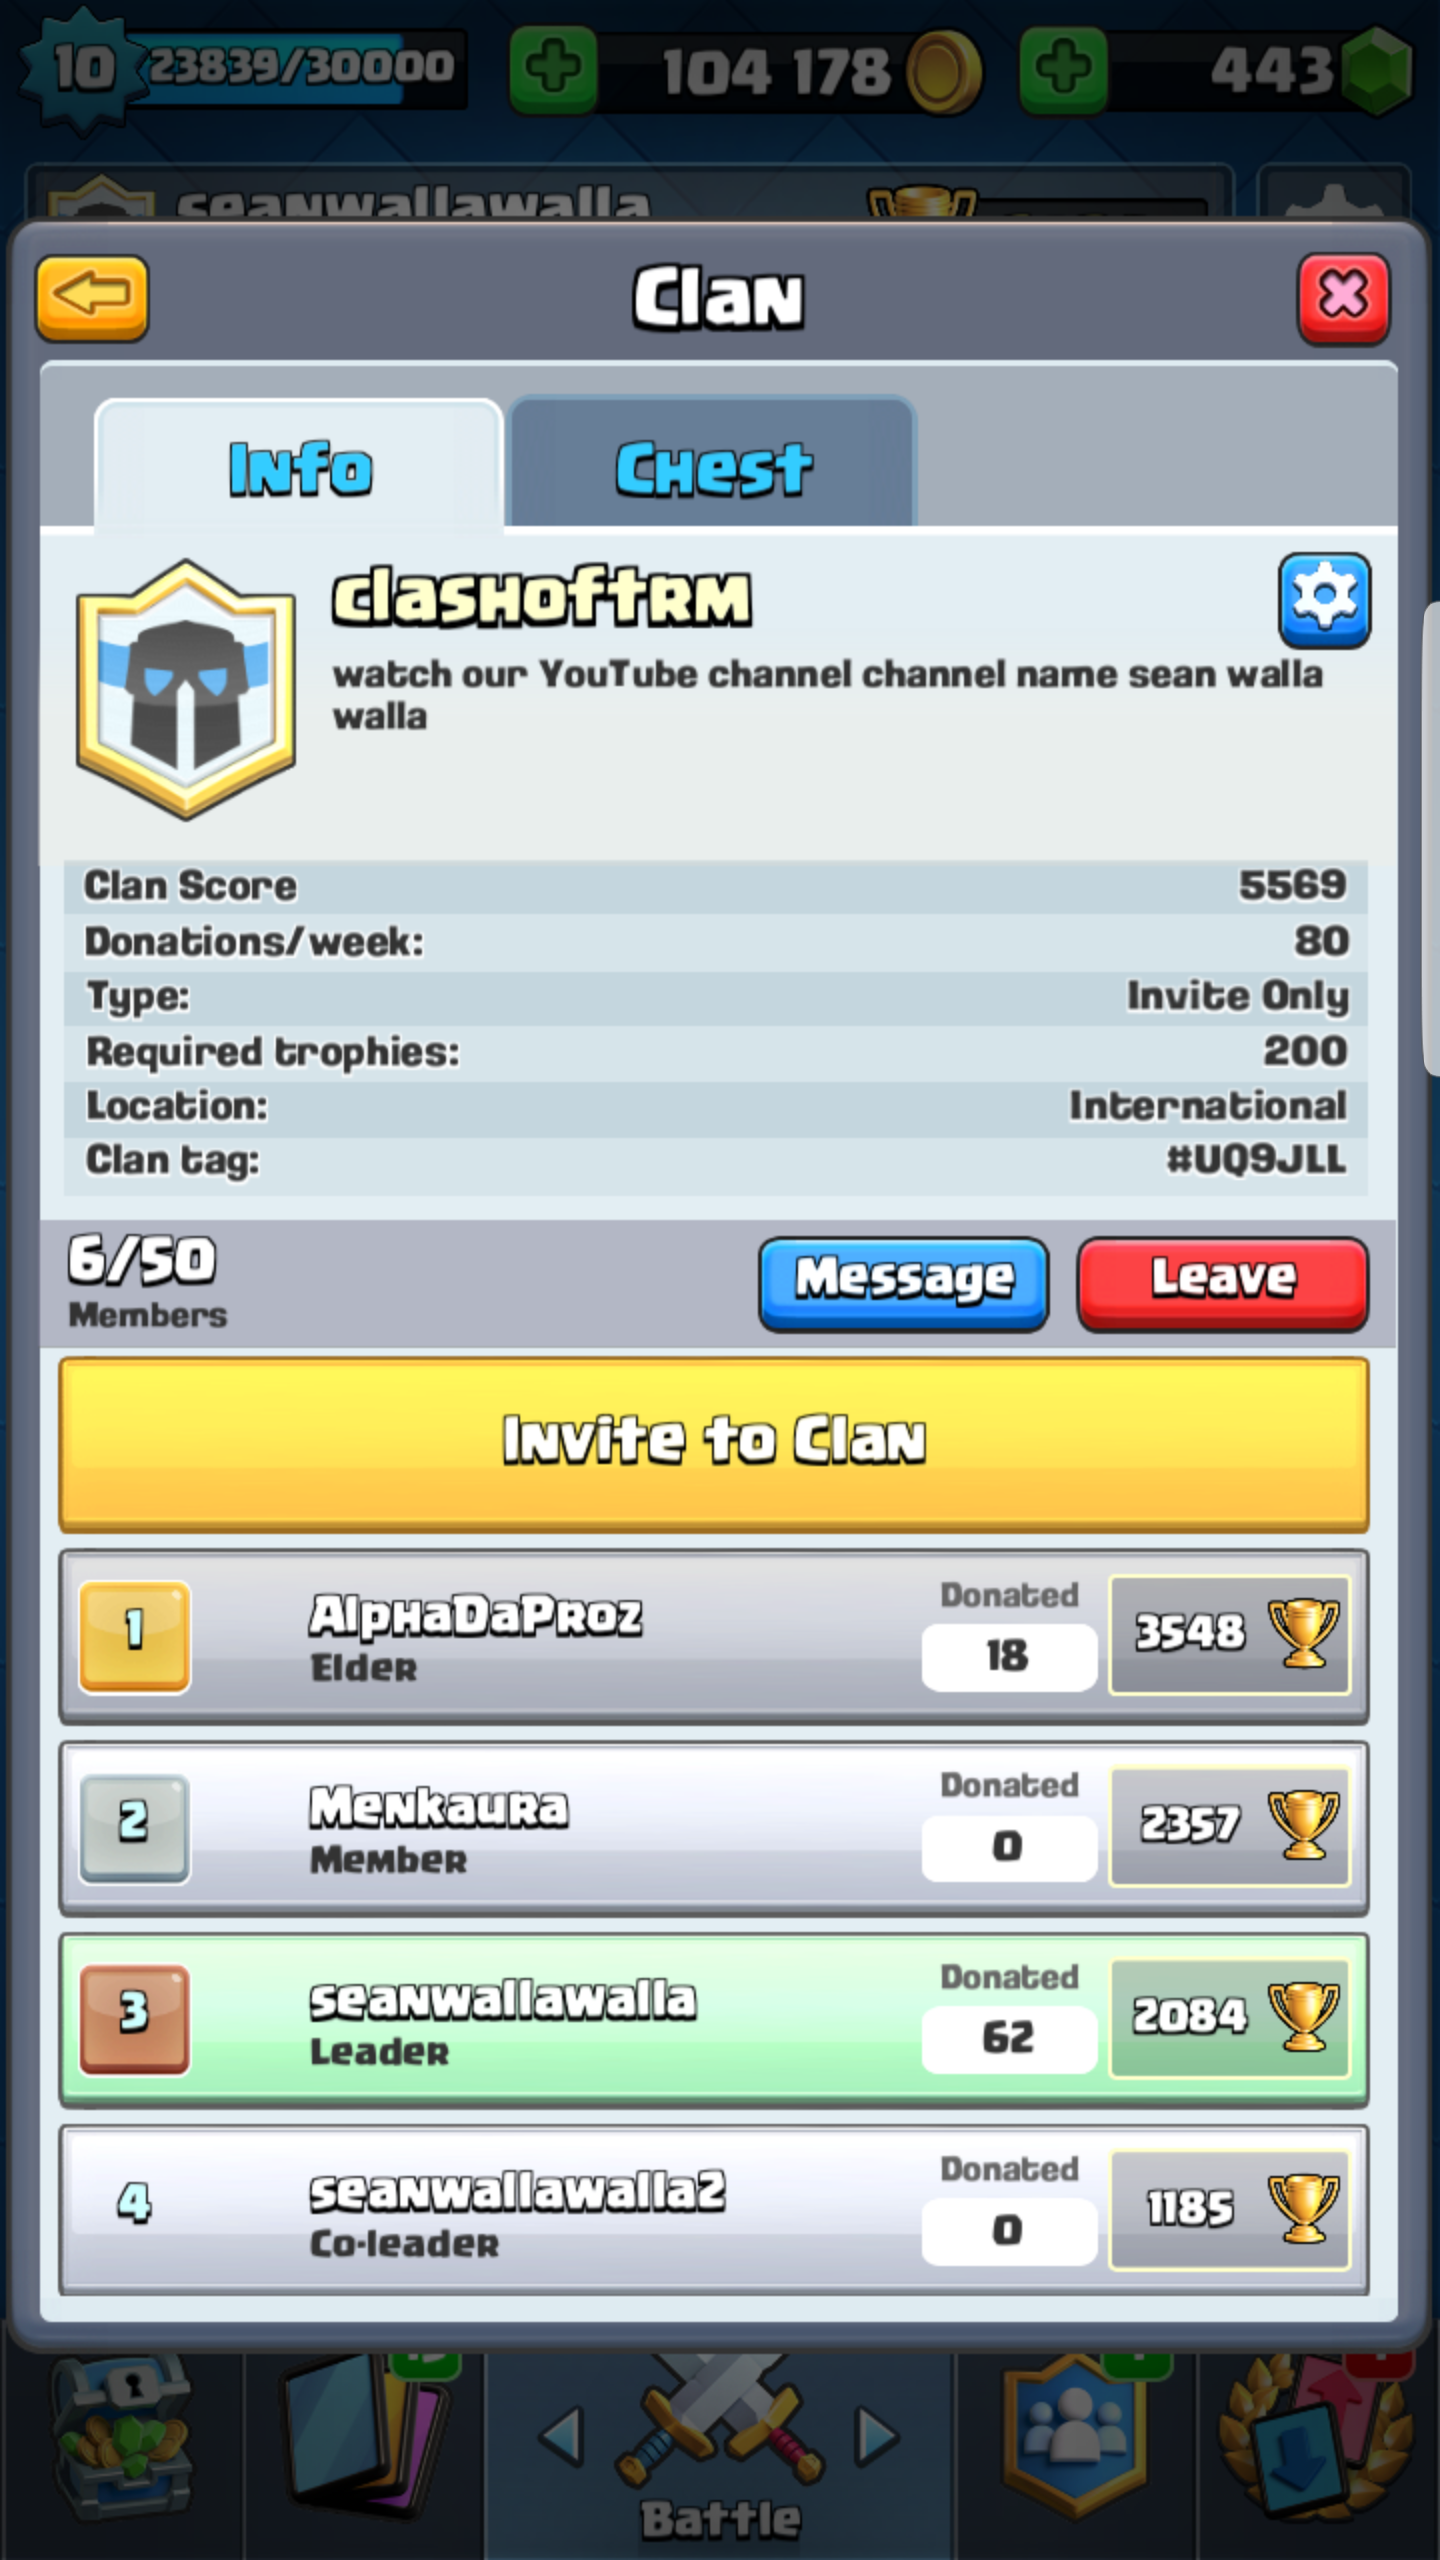 10 23839/30000 104 178 443
seanwallawalla
Clan
Info Chest
clashoftRM
watch our YouTube channel channel name sean walla
walla
Clan Score 5569
Donations/week: 80
Type: Invite Only
Required trophies: 200
Location: International
Clan tag: #UQ9JLL
6/50
Members
Message Leave
Invite to Clan
1 AlphaDaProz Elder Donated 18 3548
2 Menkaura Member Donated 0 2357
3 seanwallawalla Leader Donated 62 2084
4 seanwallawalla2 Co-leader Donated 0 1185
Battle